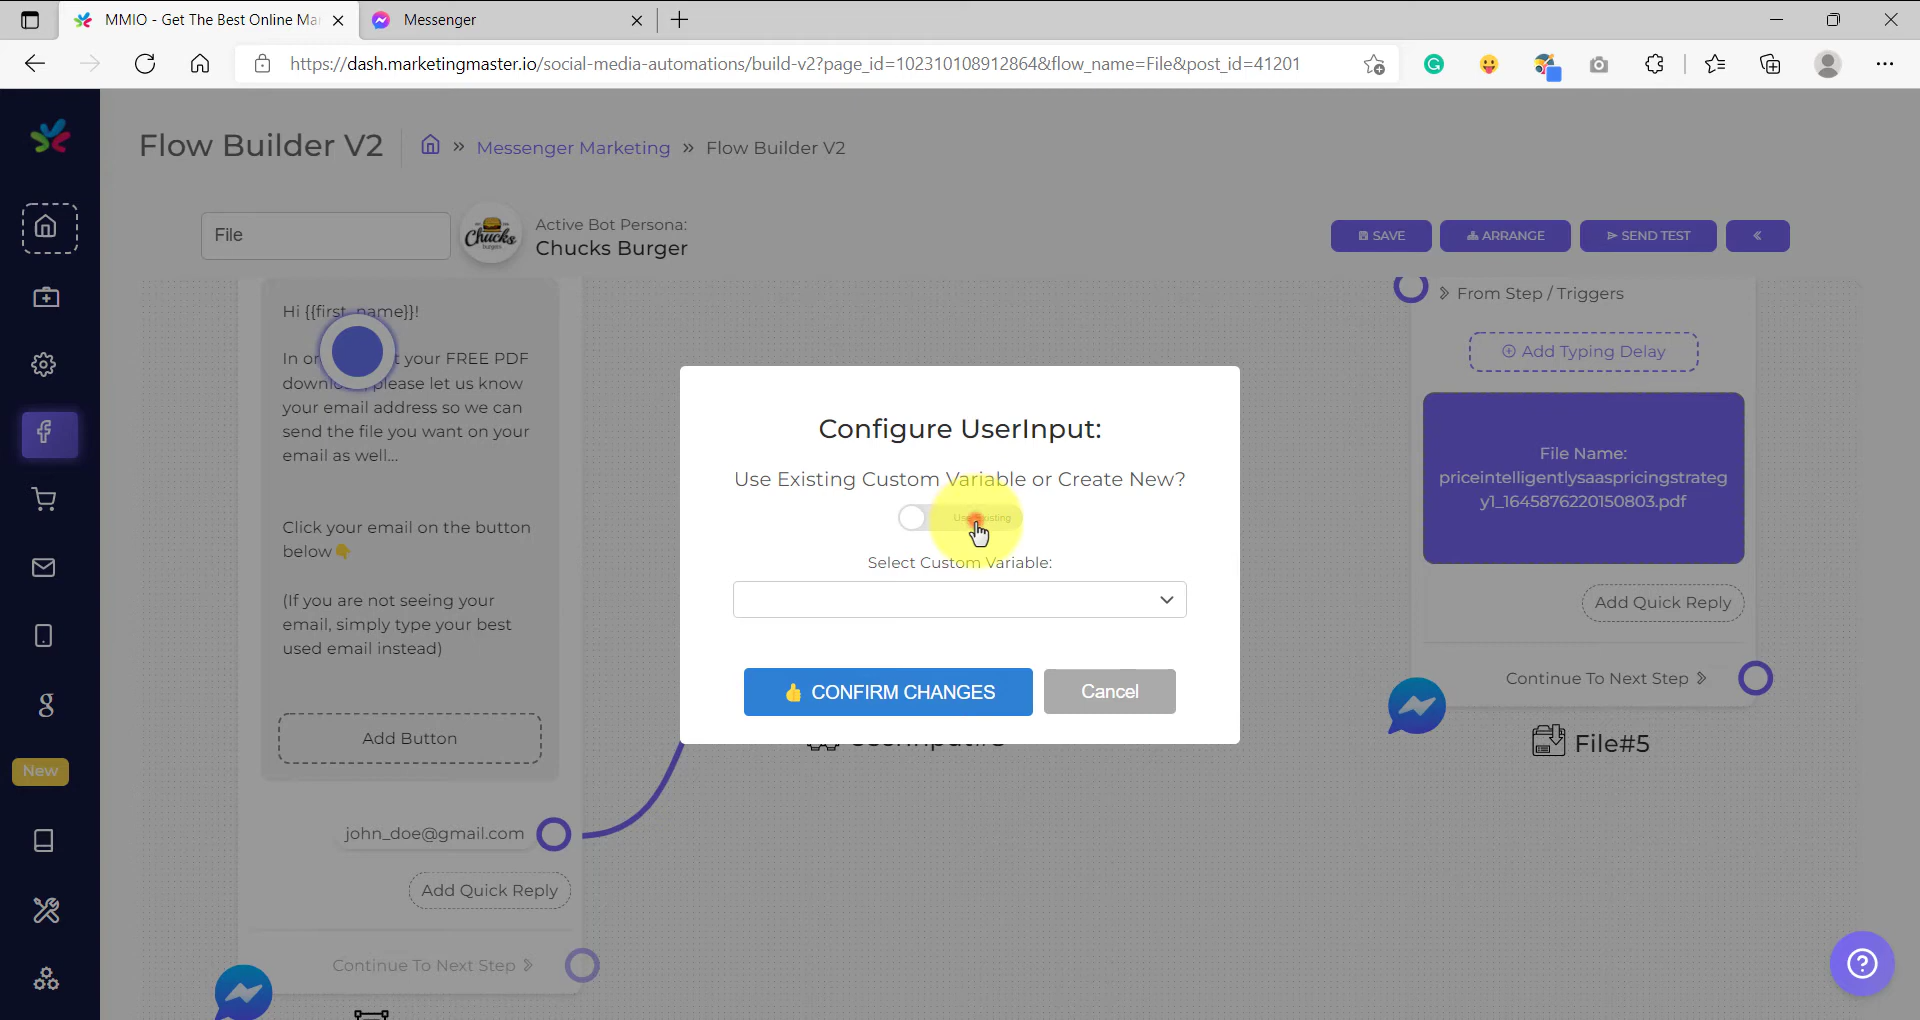 MMIO - Get The Best Online Ma
Messenger
https://dash.marketingmaster.io/social-media-automations/build-v2?page_id=102310108912864&flow_name=File&post_id=41201
Flow Builder V2
» Messenger Marketing » Flow Builder V2
File
Chucks
Active Bot Persona:
Chucks Burger
SAVE
ARRANGE
SEND TEST
Hi {{first_name}}!
In or t your FREE PDF
down please let us know
your email address so we can
send the file you want on your
email as well...
Click your email on the button
below
(If you are not seeing your
email, simply type your best
used email instead)
Add Button
john_doe@gmail.com
Add Quick Reply
Continue To Next Step
Configure UserInput:
Use Existing Custom Variable or Create New?
Use Existing
Select Custom Variable:
CONFIRM CHANGES
Cancel
From Step / Triggers
Add Typing Delay
File Name:
priceintelligentlysaaspricingstrateg
y1_1645876220150803.pdf
Add Quick Reply
Continue To Next Step
File#5
New